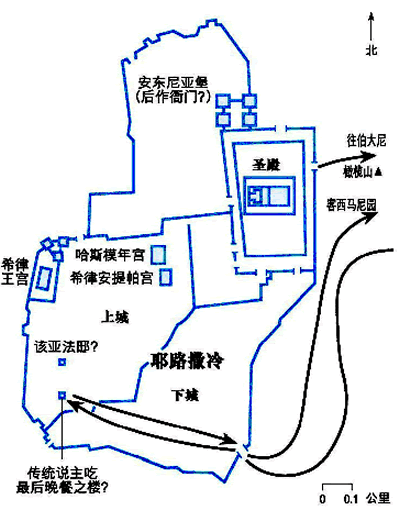 北
安东尼亚堡
(后作衙门?)
往伯大尼
橄榄山▲
圣殿
客西马尼园
哈斯模年宫
希律安提帕宫
希律
王宫
上城
该亚法邸?
耶路撒冷
下城
传统说主吃
最后晚餐之楼?
0 0.1 公里